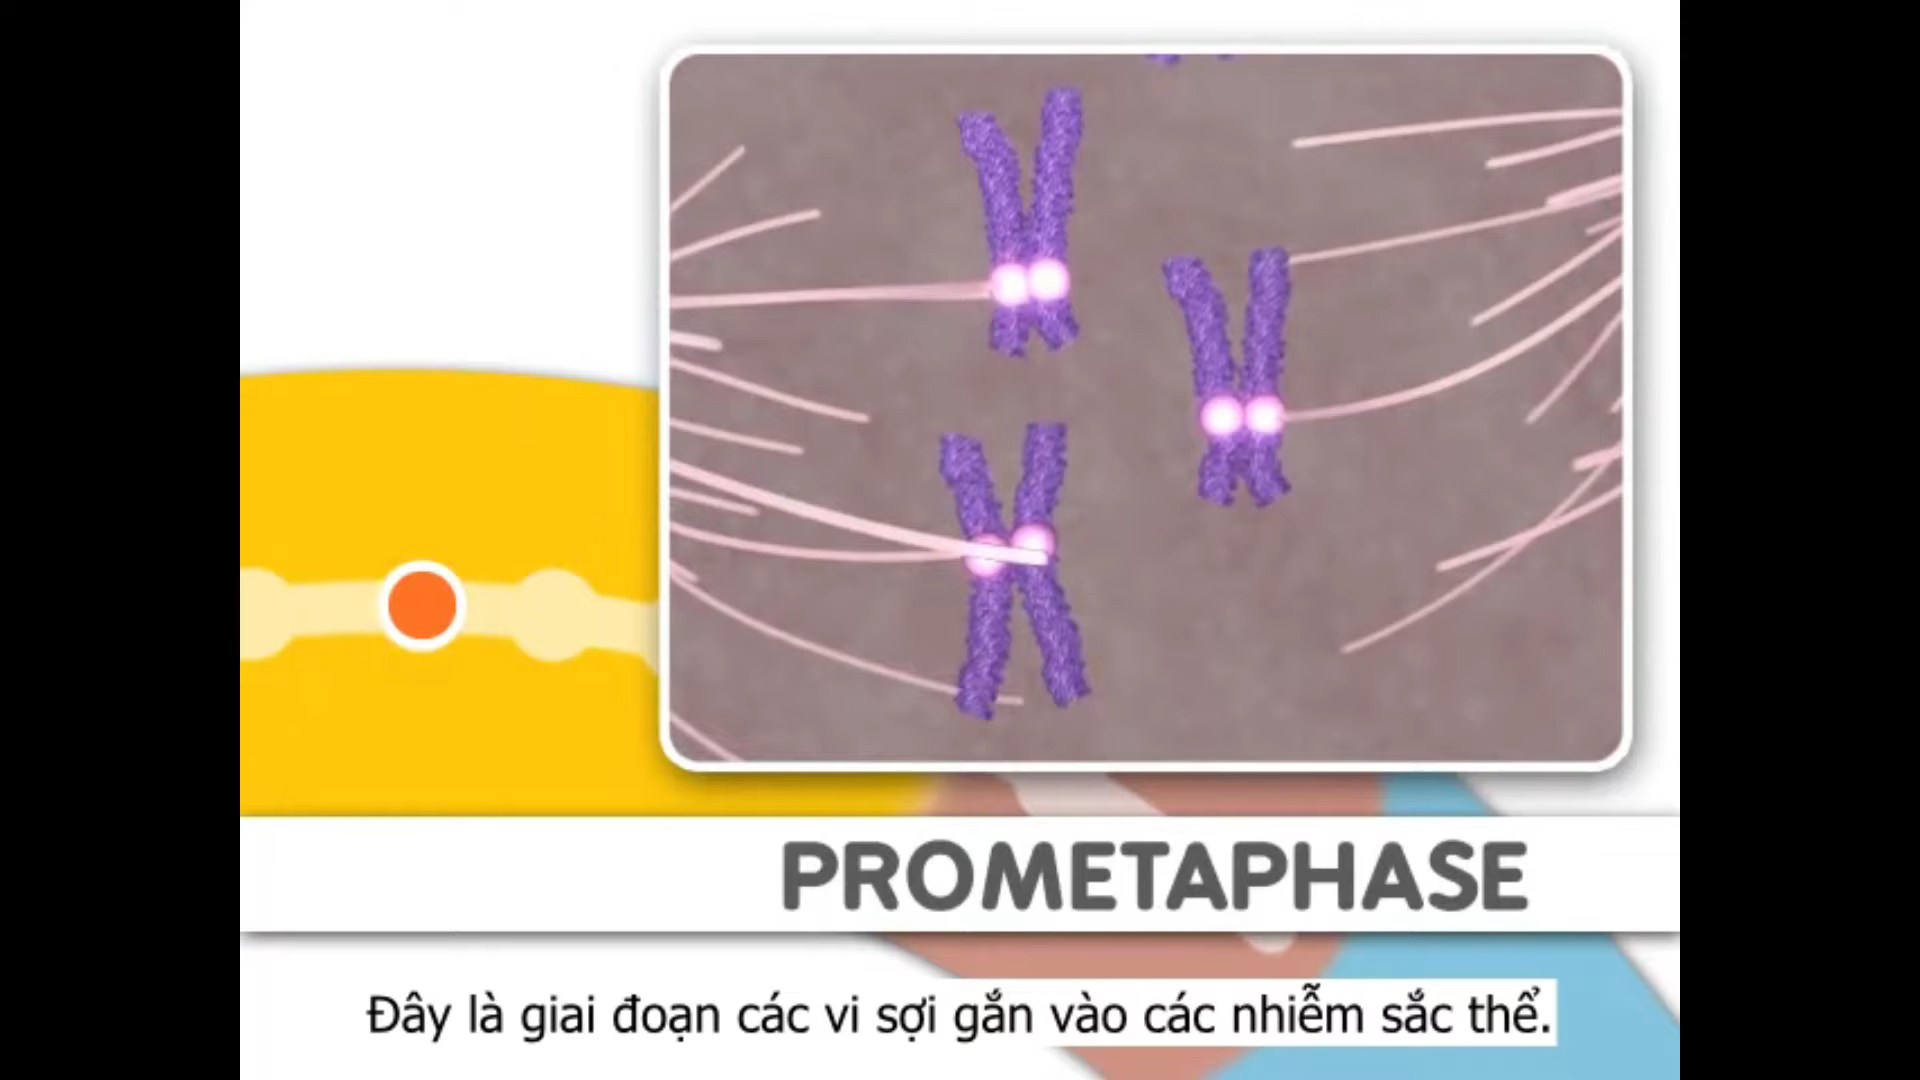 PROMETAPHASE
Đây là giai đoạn các vi sợi gắn vào các nhiễm sắc thể.